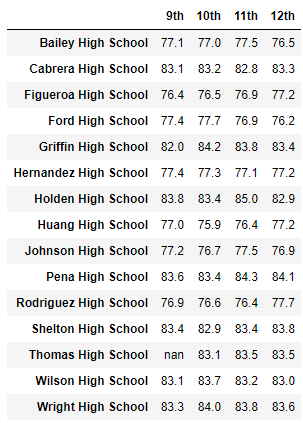 9th 10th 11th 12th
Bailey High School 77.1 77.0 77.5 76.5
Cabrera High School 83.1 83.2 82.8 83.3
Figueroa High School 76.4 76.5 76.9 77.2
Ford High School 77.4 77.7 76.9 76.2
Griffin High School 82.0 84.2 83.8 83.4
Hernandez High School 77.4 77.3 77.1 77.2
Holden High School 83.8 83.4 85.0 82.9
Huang High School 77.0 75.9 76.4 77.2
Johnson High School 77.2 76.7 77.5 76.9
Pena High School 83.6 83.4 84.3 84.1
Rodriguez High School 76.9 76.6 76.4 77.7
Shelton High School 83.4 82.9 83.4 83.8
Thomas High School nan 83.1 83.5 83.5
Wilson High School 83.1 83.7 83.2 83.0
Wright High School 83.3 84.0 83.8 83.6